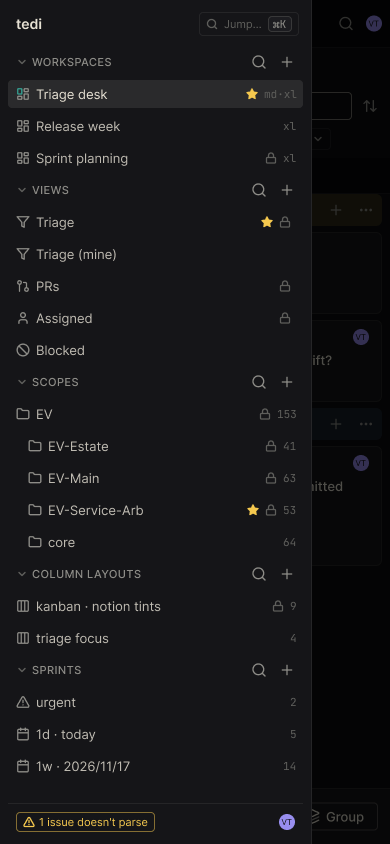 tedi
Jump... ⌘K
WORKSPACES
Triage desk md·xl
Release week xl
Sprint planning xl
VIEWS
Triage
Triage (mine)
PRs
Assigned
Blocked
SCOPES
EV 153
EV-Estate 41
EV-Main 63
EV-Service-Arb 53
core 64
COLUMN LAYOUTS
kanban · notion tints 9
triage focus 4
SPRINTS
urgent 2
1d · today 5
1w · 2026/11/17 14
1 issue doesn't parse VT
VT
VT
ift?
VT
nitted
Group